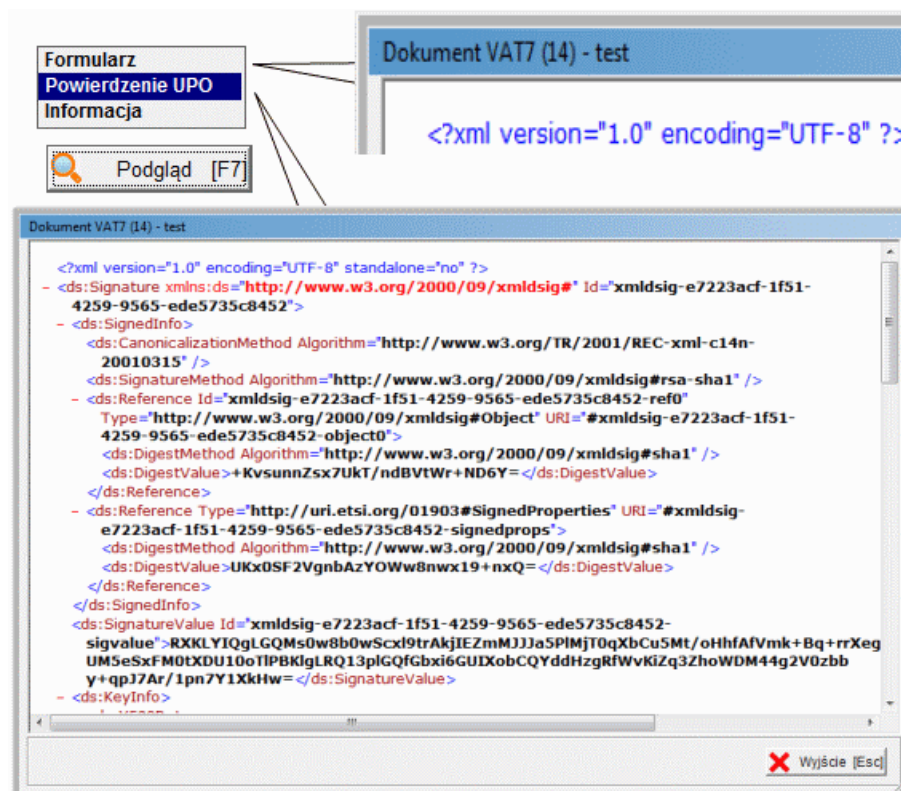 Formularz
Powierdzenie UPO
Informacja
Podgląd [F7]
Dokument VAT7 (14) - test
<?xml version="1.0" encoding="UTF-8" ?>
Dokument VAT7 (14) - test
<?xml version="1.0" encoding="UTF-8" standalone="no" ?>
- <ds:Signature xmlns:ds="http://www.w3.org/2000/09/xmldsig#" Id="xmldsig-e7223acf-1f51-
4259-9565-ede5735c8452">
- <ds:SignedInfo>
<ds:CanonicalizationMethod Algorithm="http://www.w3.org/TR/2001/REC-xml-c14n-
20010315" />
<ds:SignatureMethod Algorithm="http://www.w3.org/2000/09/xmldsig#rsa-sha1" />
- <ds:Reference Id="xmldsig-e7223acf-1f51-4259-9565-ede5735c8452-ref0"
Type="http://www.w3.org/2000/09/xmldsig#Object" URI="#xmldsig-e7223acf-1f51-
4259-9565-ede5735c8452-object0">
<ds:DigestMethod Algorithm="http://www.w3.org/2000/09/xmldsig#sha1" />
<ds:DigestValue>+KvsunnZsx7UkT/ndBVtWr+ND6Y=</ds:DigestValue>
</ds:Reference>
- <ds:Reference Type="http://uri.etsi.org/01903#SignedProperties" URI="#xmldsig-
e7223acf-1f51-4259-9565-ede5735c8452-signedprops">
<ds:DigestMethod Algorithm="http://www.w3.org/2000/09/xmldsig#sha1" />
<ds:DigestValue>UKx0SF2VgnbAzYOWw8nwx19+nxQ=</ds:DigestValue>
</ds:Reference>
</ds:SignedInfo>
<ds:SignatureValue Id="xmldsig-e7223acf-1f51-4259-9565-ede5735c8452-
sigvalue">RXKLYIQgLGQMs0w8b0wScxl9trAkjIEZmMJJJa5PlMjT0qXbCu5Mt/oHhfAfVmk+Bq+rrXeg
UM5eSxFM0tXDU10oTlPBKlgLRQ13plGQfGbxi6GUIXobCQYddHzgRfWvKiZq3ZhoWDM44g2V0zbb
y+qpJ7Ar/1pn7Y1XkHw=</ds:SignatureValue>
- <ds:KeyInfo>
Wyjście [Esc]